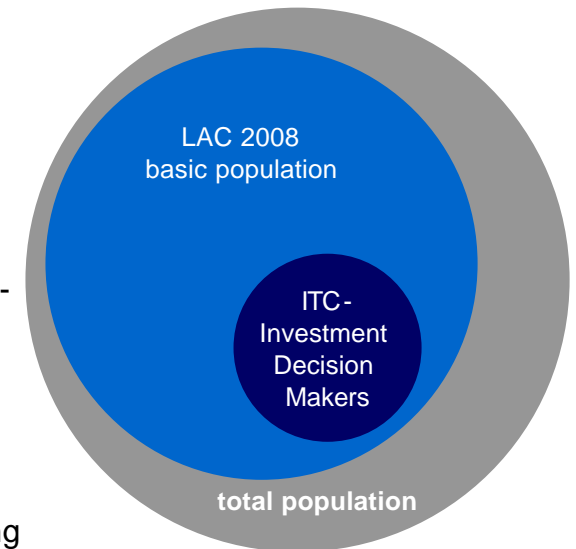 LAC 2008
basic population
-
ITC-
Investment
Decision
Makers
total population